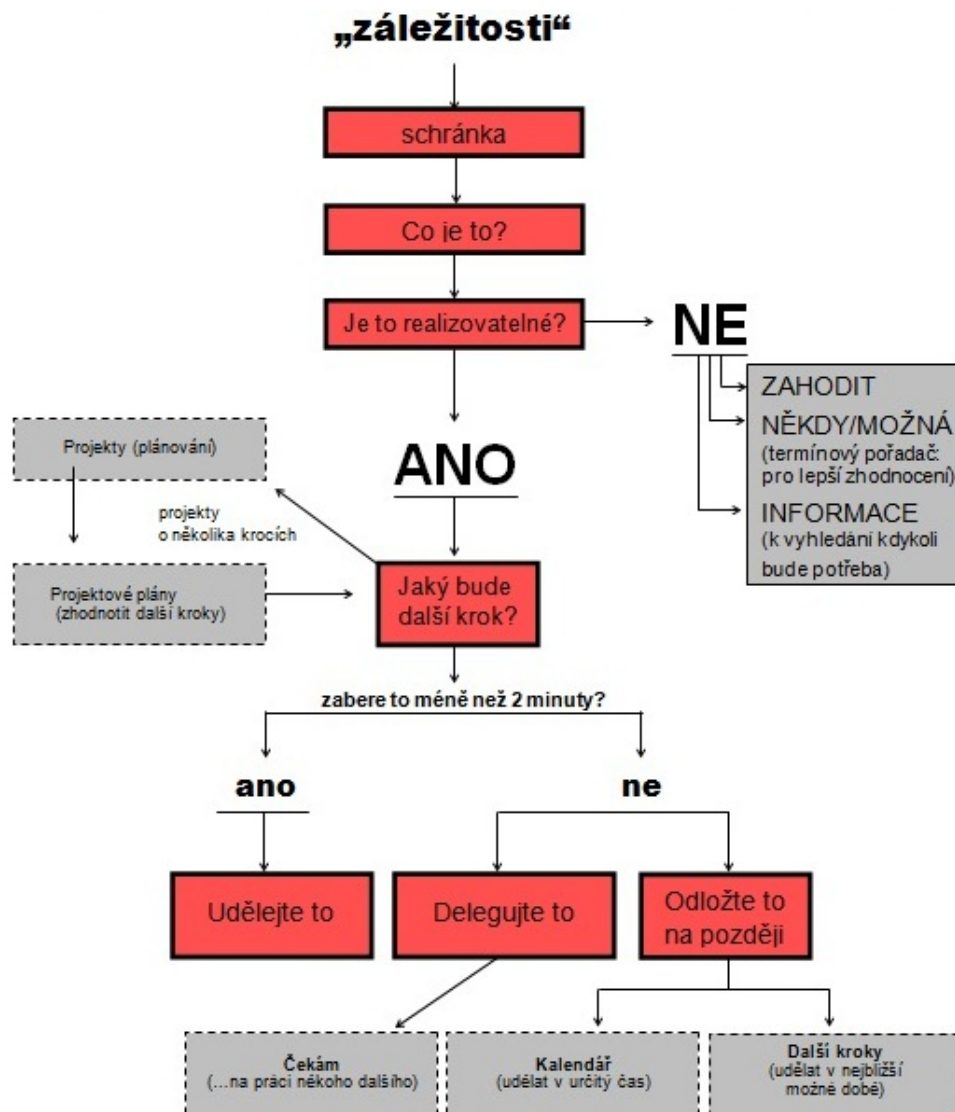 „záležitosti“
schránka
Co je to?
Je to realizovatelné?
NE
ZAHODIT
NĚKDY/MOŽNÁ
(termínový pořadač:
pro lepší zhodnocení)
INFORMACE
(k vyhledání kdykoli
bude potřeba)
ANO
Projekty (plánování)
projekty
o několika krocích
Projektové plány
(zhodnotit další kroky)
Jaký bude
další krok?
zabere to méně než 2 minuty?
ano
ne
Udělejte to
Delegujte to
Odložte to
na později
Čekám
(...na práci někoho dalšího)
Kalendář
(udělat v určitý čas)
Další kroky
(udělat v nejbližší
možné době)